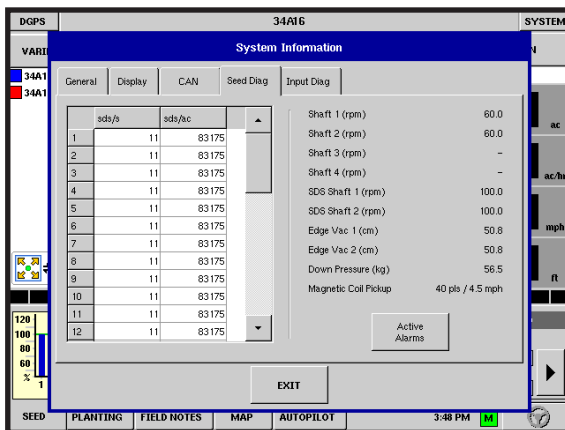 DGPS 34A16 SYSTEM
VARI
System Information
N
34A1
34A1
General Display CAN Seed Diag Input Diag
sds/s sds/ac
1 11 83175
2 11 83175
3 11 83175
4 11 83175
5 11 83175
6 11 83175
7 11 83175
8 11 83175
9 11 83175
10 11 83175
11 11 83175
12 11 83175
Shaft 1 (rpm) 60.0
Shaft 2 (rpm) 60.0
Shaft 3 (rpm) –
Shaft 4 (rpm) –
SDS Shaft 1 (rpm) 100.0
SDS Shaft 2 (rpm) 100.0
Edge Vac 1 (cm) 50.8
Edge Vac 2 (cm) 50.8
Down Pressure (kg) 56.5
Magnetic Coil Pickup 40 pls / 4.5 mph
Active
Alarms
EXIT
ac
ac/h
mph
ft
120
100
80
60
% 1
SEED PLANTING FIELD NOTES MAP AUTOPILOT 3:48 PM M